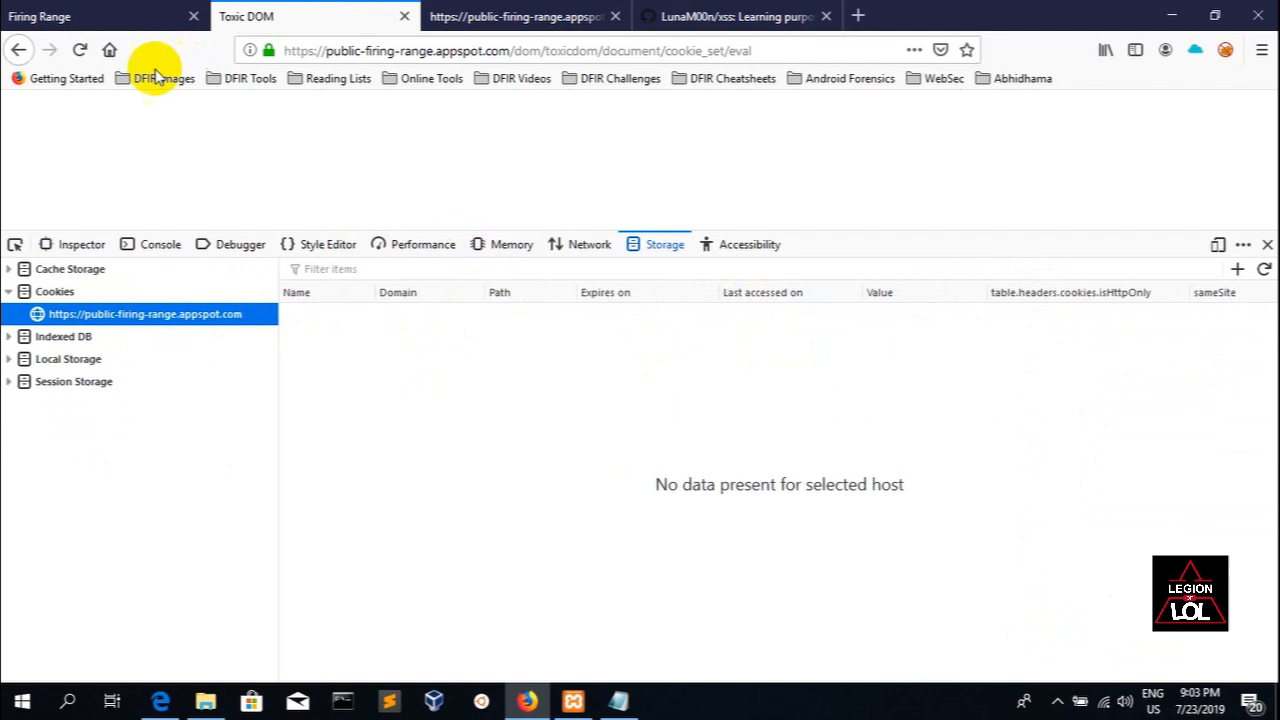 Firing Range
Toxic DOM
https://public-firing-range.appspo
LunaM00n/xss: Learning purpo
https://public-firing-range.appspot.com/dom/toxicdom/document/cookie_set/eval
Getting Started
DFIR Images
DFIR Tools
Reading Lists
Online Tools
DFIR Videos
DFIR Challenges
DFIR Cheatsheets
Android Forensics
WebSec
Abhidhama
Inspector
Console
Debugger
Style Editor
Performance
Memory
Network
Storage
Accessibility
Cache Storage
Filter items
Cookies
Name
Domain
Path
Expires on
Last accessed on
Value
table.headers.cookies.isHttpOnly
sameSite
https://public-firing-range.appspot.com
Indexed DB
Local Storage
Session Storage
No data present for selected host
LEGION
OF
LOL
ENG
US
9:03 PM
7/23/2019
20